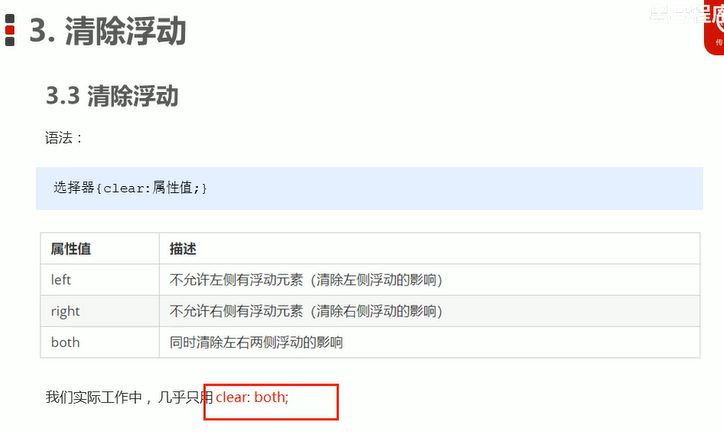 3. 清除浮动
3.3 清除浮动
语法：
选择器{clear:属性值;}
属性值 描述
left 不允许左侧有浮动元素（清除左侧浮动的影响）
right 不允许右侧有浮动元素（清除右侧浮动的影响）
both 同时清除左右两侧浮动的影响
我们实际工作中，几乎只用 clear: both;